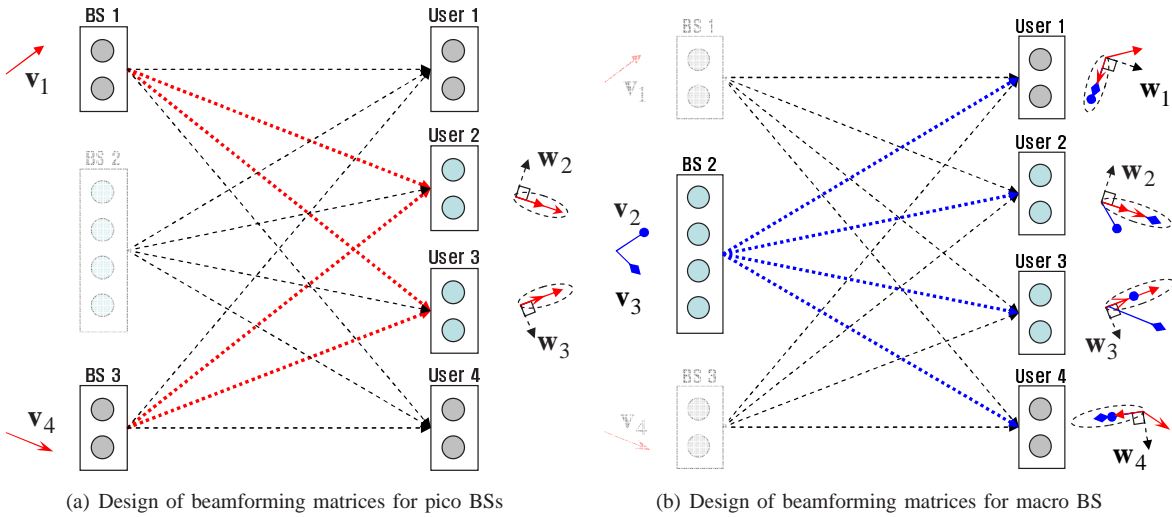 BS 1
User 1
v1
User 2
BS 2
w2
User 3
w3
BS 3
User 4
v4
(a) Design of beamforming matrices for pico BSs
BS 1
User 1
v1
w1
User 2
BS 2
w2
v2
User 3
v3
w3
BS 3
User 4
v4
w4
(b) Design of beamforming matrices for macro BS